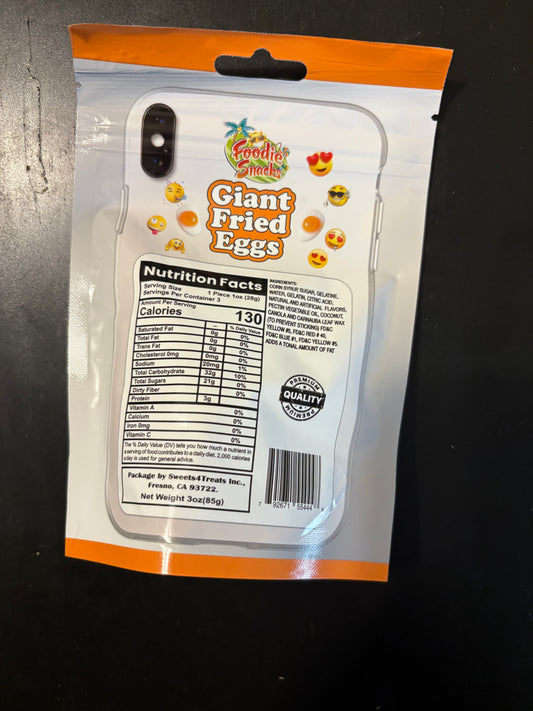 Foodie
Snacks
Giant
Fried
Eggs
Nutrition Facts
Serving Size 1 Piece 1oz (28g)
Servings Per Container 3
Amount Per Serving
Calories 130
-- % Daily Value
Saturated Fat 0g 0%
Total Fat 0g 0%
Trans Fat 0g 0%
Cholesterol 0mg 0mg 0%
Sodium 20mg 1%
Total Carbohydrate 32g 10%
Total Sugars 21g 0%
Dirty Fiber 0%
Protein 3g
Vitamin A 0%
Calcium 0%
Iron 0mg 0%
Vitamin C 0%
The % Daily Value (DV) tells you how much a nutrient in
a serving of food contributes to a daily diet. 2,000 calories
a day is used for general advice.
Package by Sweets4Treats Inc.,
Fresno, CA 93722.
Net Weight 3oz(85g)
INGREDIENTS:
CORN SYRUP, SUGAR, GELATINE,
WATER, GELATIN, CITRIC ACID,
NATURAL AND ARTIFICIAL FLAVORS,
PECTIN VEGETABLE OIL, COCONUT,
CANOLA AND CARNAUBA LEAF WAX
(TO PREVENT STICKING) FD&C
YELLOW #5, FD&C RED # 40,
FD&C BLUE #1, FD&C YELLOW #5.
ADDS A TONAL AMOUNT OF FAT
PREMIUM
QUALITY
PREMIUM
7 92671 55444